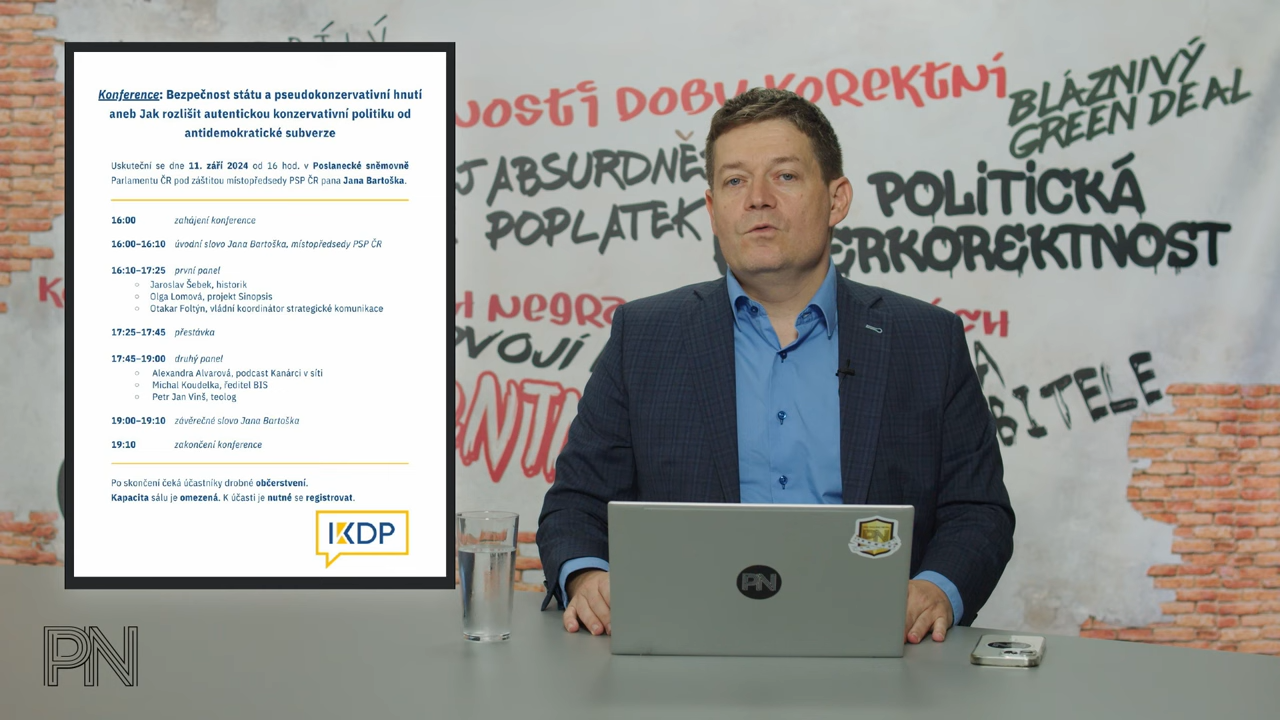 Konference: Bezpečnost státu a pseudokonzervativní hnutí
aneb Jak rozlišit autentickou konzervativní politiku od
antidemokratické subverze
Uskuteční se dne 11. září 2024 od 16 hod. v Poslanecké sněmovně
Parlamentu ČR pod záštitou místopředsedy PSP ČR pana Jana Bartoška.
16:00 zahájení konference
16:00–16:10 úvodní slovo Jana Bartoška, místopředsedy PSP ČR
16:10–17:25 první panel
Jaroslav Šebek, historik
Olga Lomová, projekt Sinopsis
Otakar Foltýn, vládní koordinátor strategické komunikace
17:25–17:45 přestávka
17:45–19:00 druhý panel
Alexandra Alvarová, podcast Kanárci v síti
Michal Koudelka, ředitel BIS
Petr Jan Vinš, teolog
19:00–19:10 závěrečné slovo Jana Bartoška
19:10 zakončení konference
Po skončení čeká účastníky drobné občerstvení.
Kapacita sálu je omezená. K účasti je nutné se registrovat.
IKDP
NOSTÍ DOBY KOREKTNÍ
BLÁZNIVÝ
GREEN DEAL
J ABSURDNĚ
POPLATEK
POLITICKÁ
ERKOREKTNOST
VOJÍ
BITELE
PN
PN